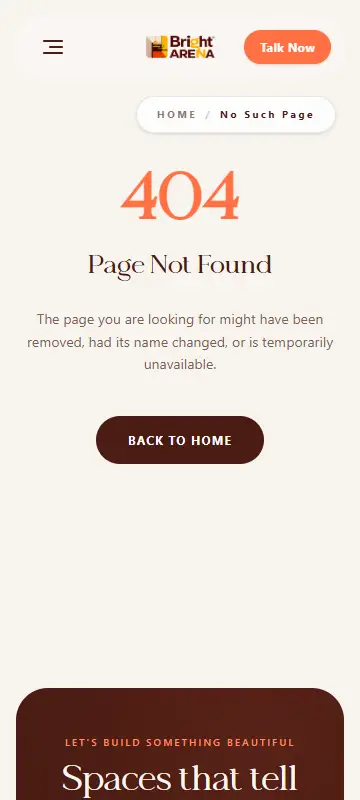 Bright
ARENA
Talk Now
HOME / No Such Page
404
Page Not Found
The page you are looking for might have been
removed, had its name changed, or is temporarily
unavailable.
BACK TO HOME
LET'S BUILD SOMETHING BEAUTIFUL
Spaces that tell